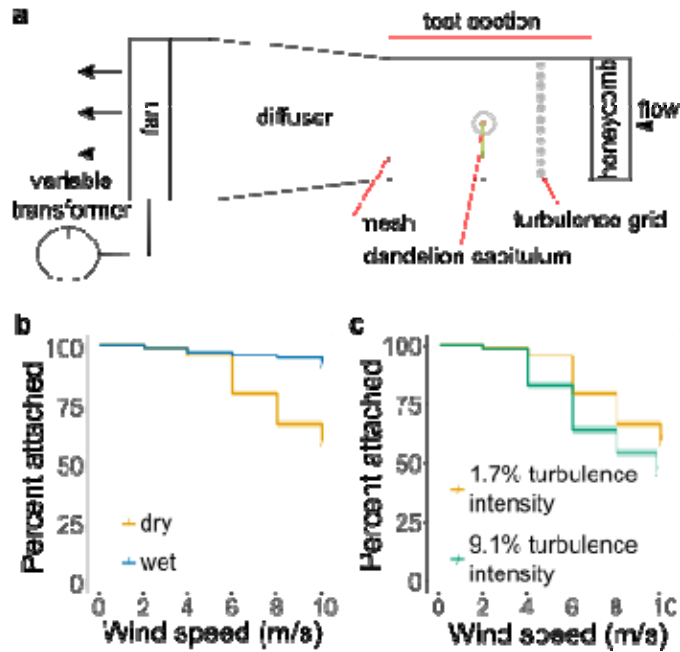 a
test section
fan
diffuser
honeycomb
flow
variable
transformer
mesh
turbulence grid
dandelion capitulum
b
Percent attached
100
75
50
25
0
dry
wet
0 2 4 6 8 10
Wind speed (m/s)
c
Percent attached
100
75
50
25
0
1.7% turbulence
intensity
9.1% turbulence
intensity
0 2 4 6 8 10
Wind speed (m/s)